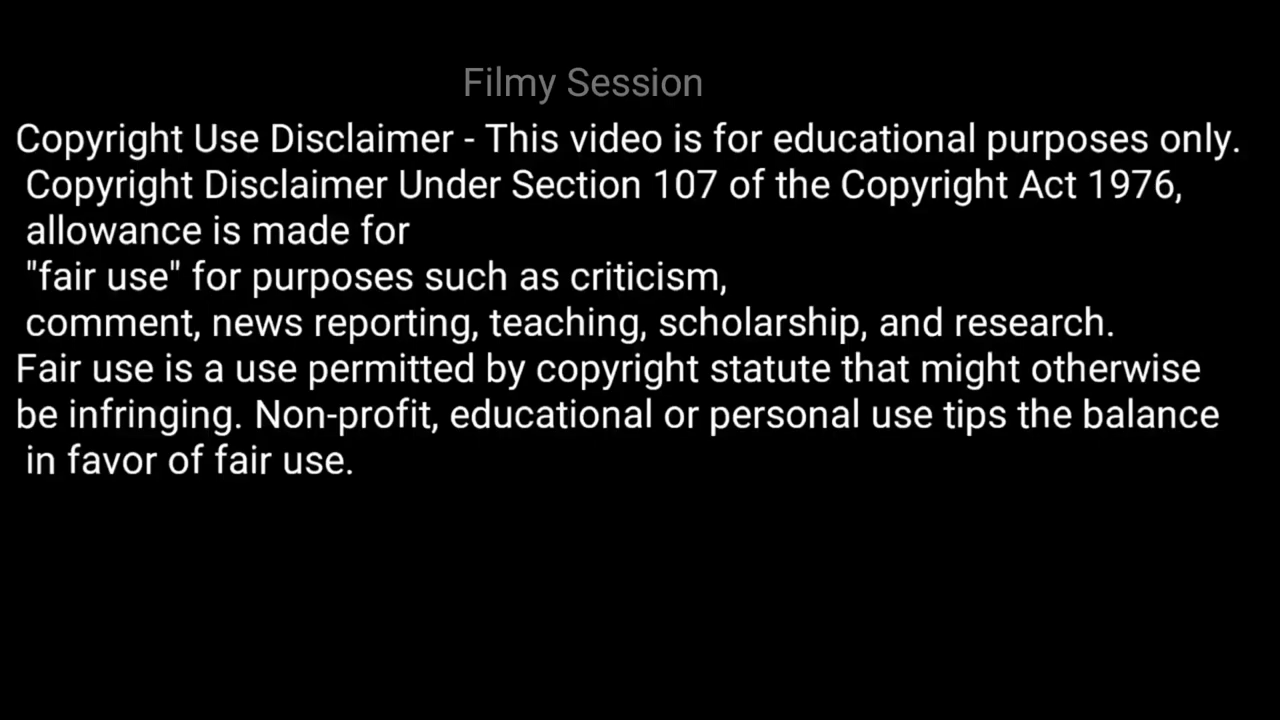 Filmy Session
Copyright Use Disclaimer - This video is for educational purposes only.
Copyright Disclaimer Under Section 107 of the Copyright Act 1976,
allowance is made for
"fair use" for purposes such as criticism,
comment, news reporting, teaching, scholarship, and research.
Fair use is a use permitted by copyright statute that might otherwise
be infringing. Non-profit, educational or personal use tips the balance
in favor of fair use.